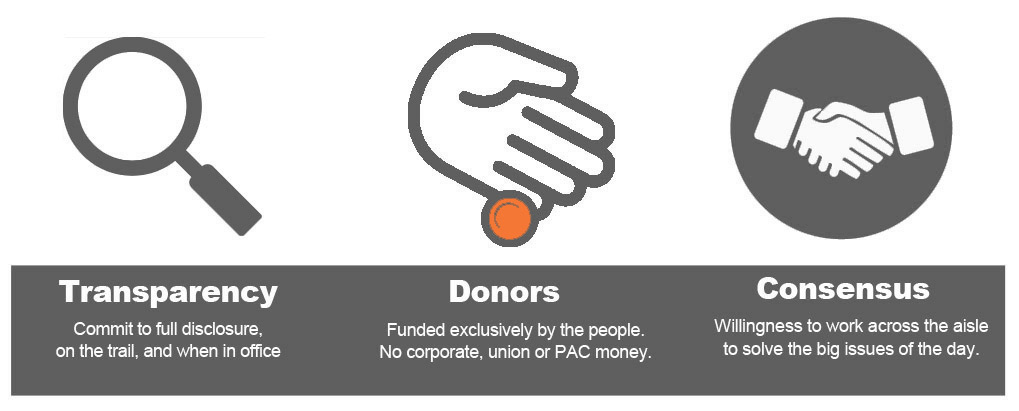 Transparency
Commit to full disclosure,
on the trail, and when in office
Donors
Funded exclusively by the people.
No corporate, union or PAC money.
Consensus
Willingness to work across the aisle
to solve the big issues of the day.